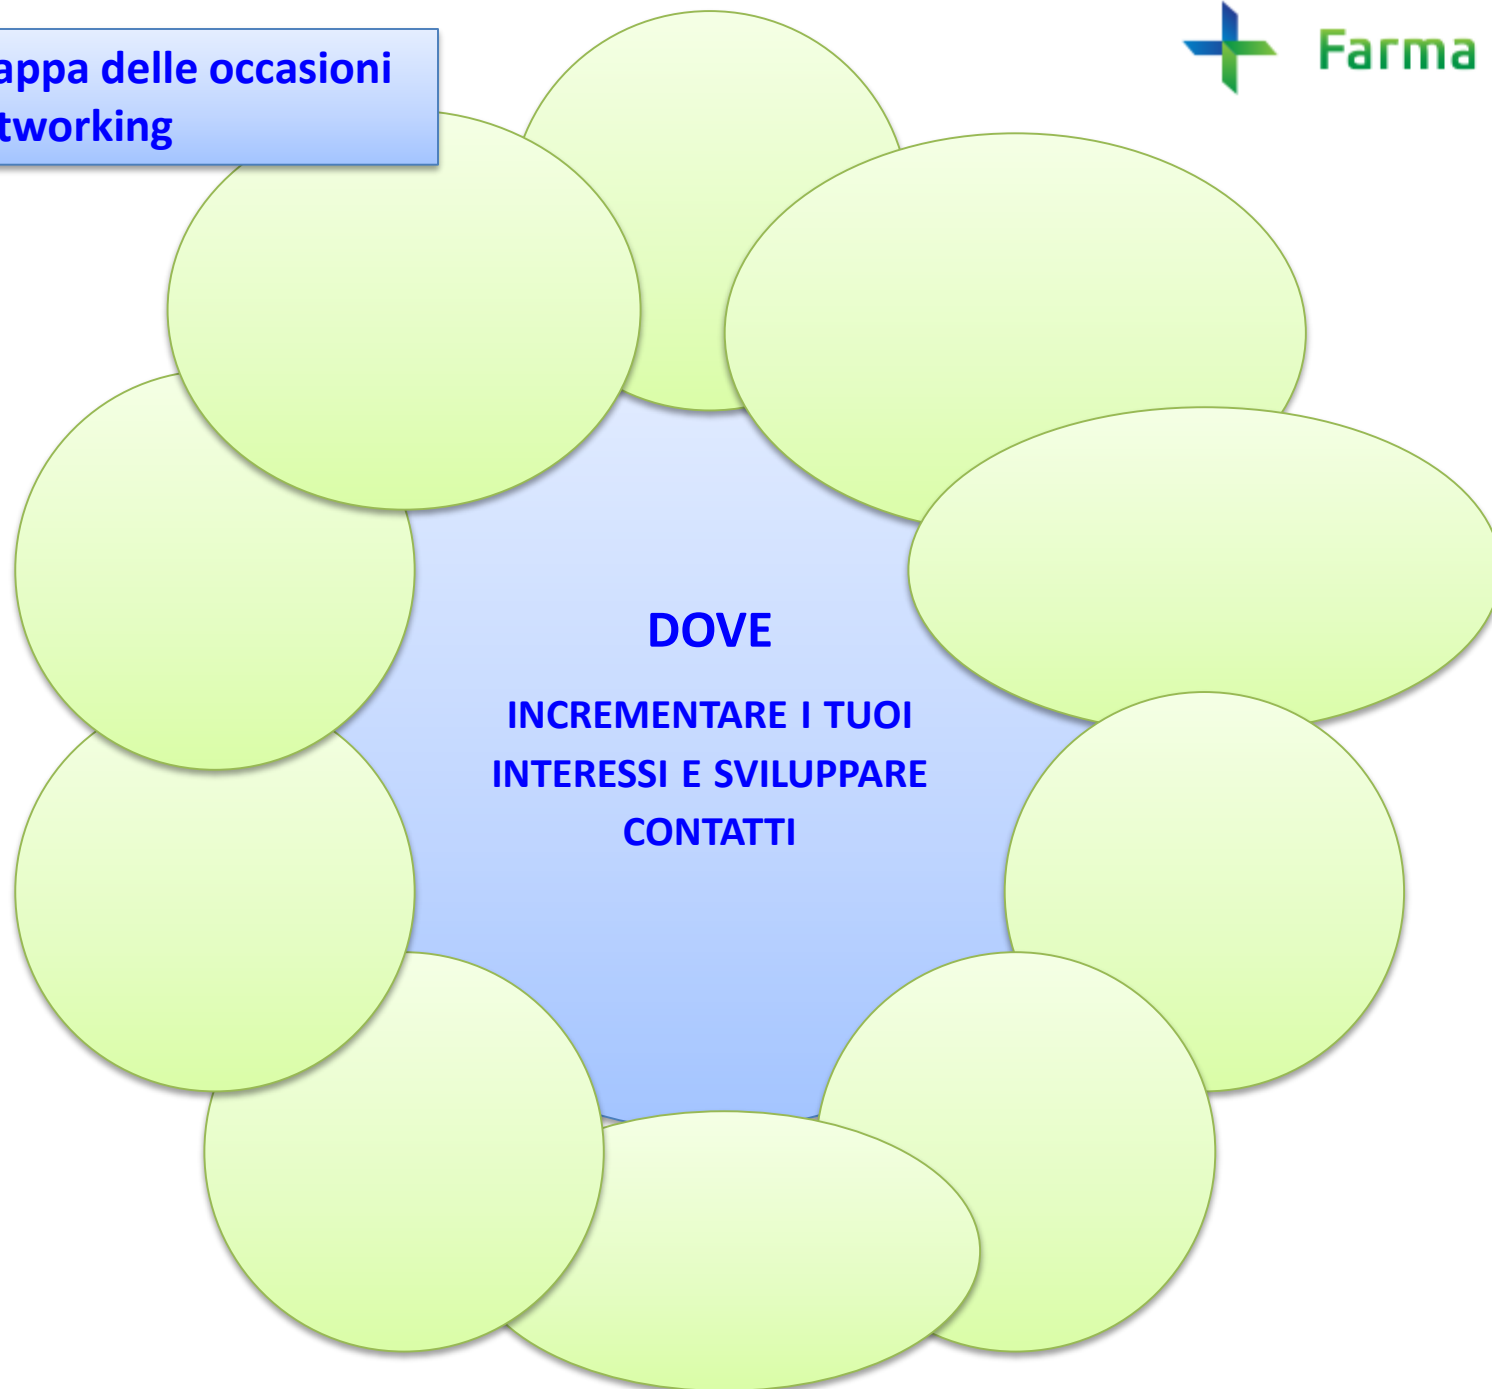 appa delle occasioni
tworking
Farma
DOVE
INCREMENTARE I TUOI
INTERESSI E SVILUPPARE
CONTATTI